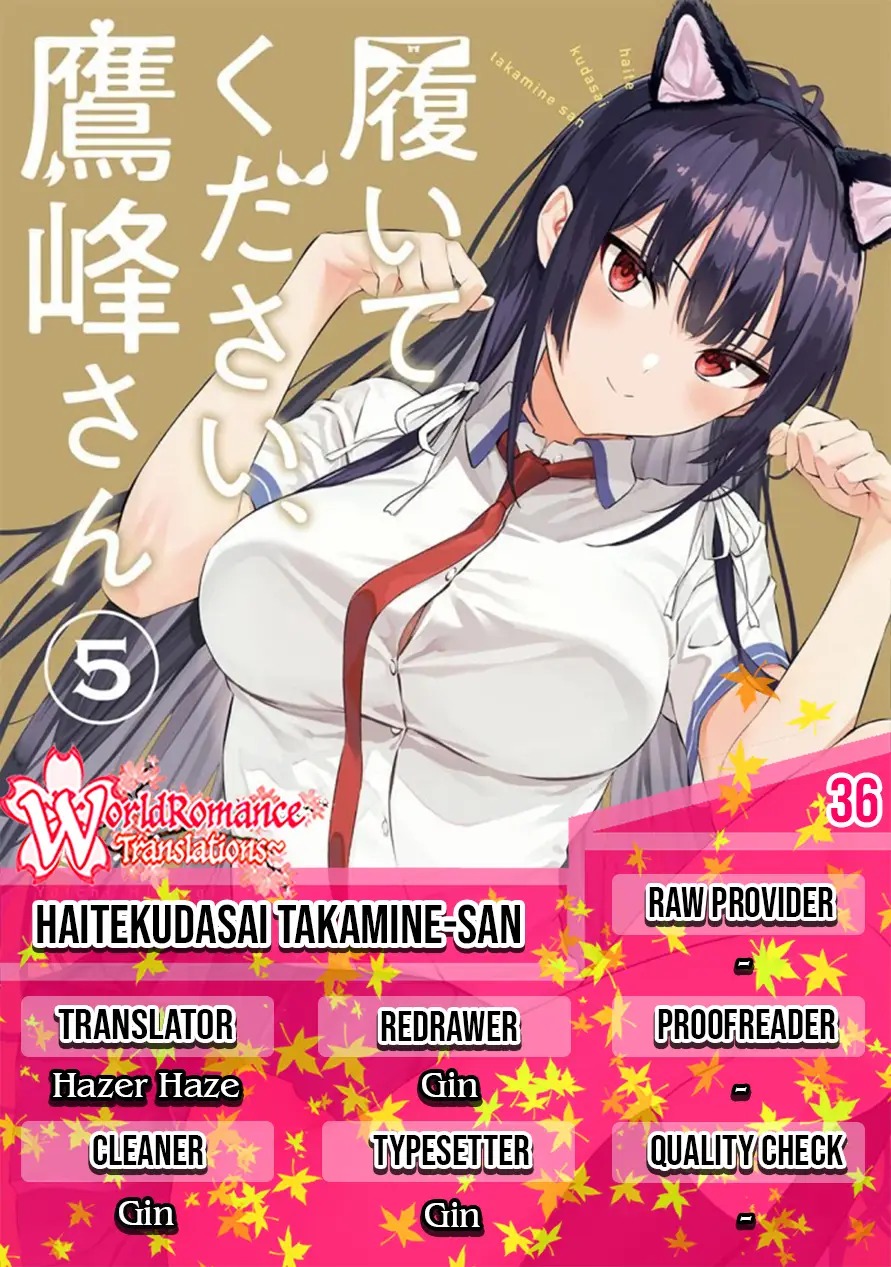 履いて
ください、
鷹峰さん
5
haite
kudasai
takamine san
WorldRomance
Translations~
36
HAITEKUDASAI TAKAMINE-SAN
RAW PROVIDER
-
TRANSLATOR
Hazer Haze
REDRAWER
Gin
PROOFREADER
-
CLEANER
Gin
TYPESETTER
Gin
QUALITY CHECK
-